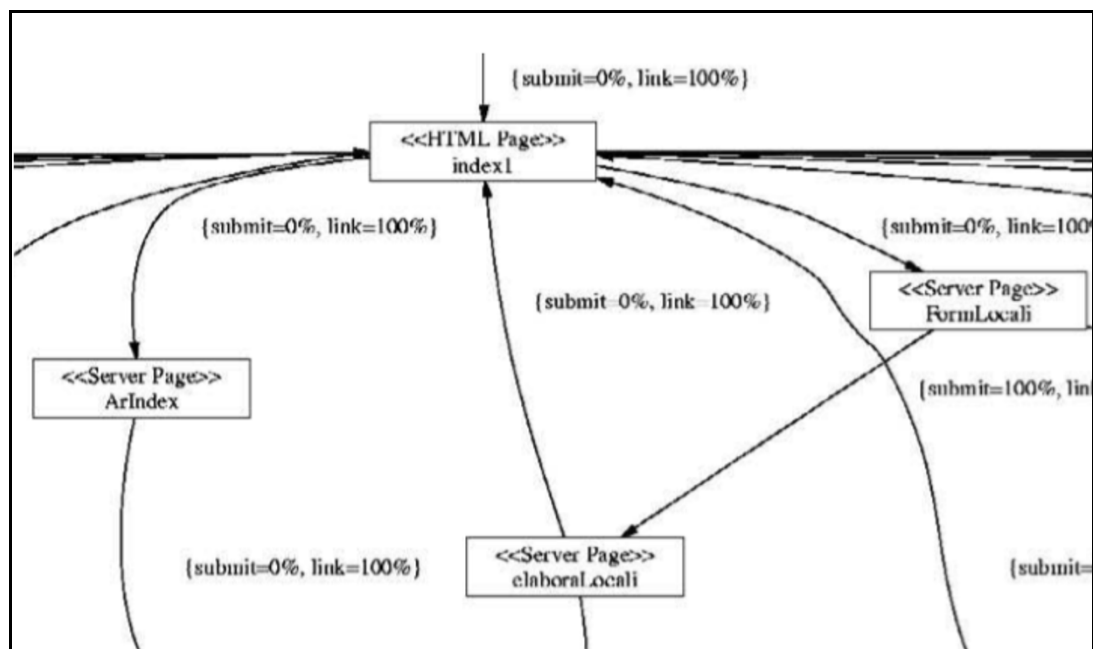 {submit=0%, link=100%}
<<HTML Page>>
index1
{submit=0%, link=100%}
{submit=0%, link=100%
<<Server Page>>
FormLocali
{submit=0%, link=100%}
<<Server Page>>
ArIndex
{submit=100%, lin
<<Server Page>>
elaboraLocali
{submit=0%, link=100%}
{submit=